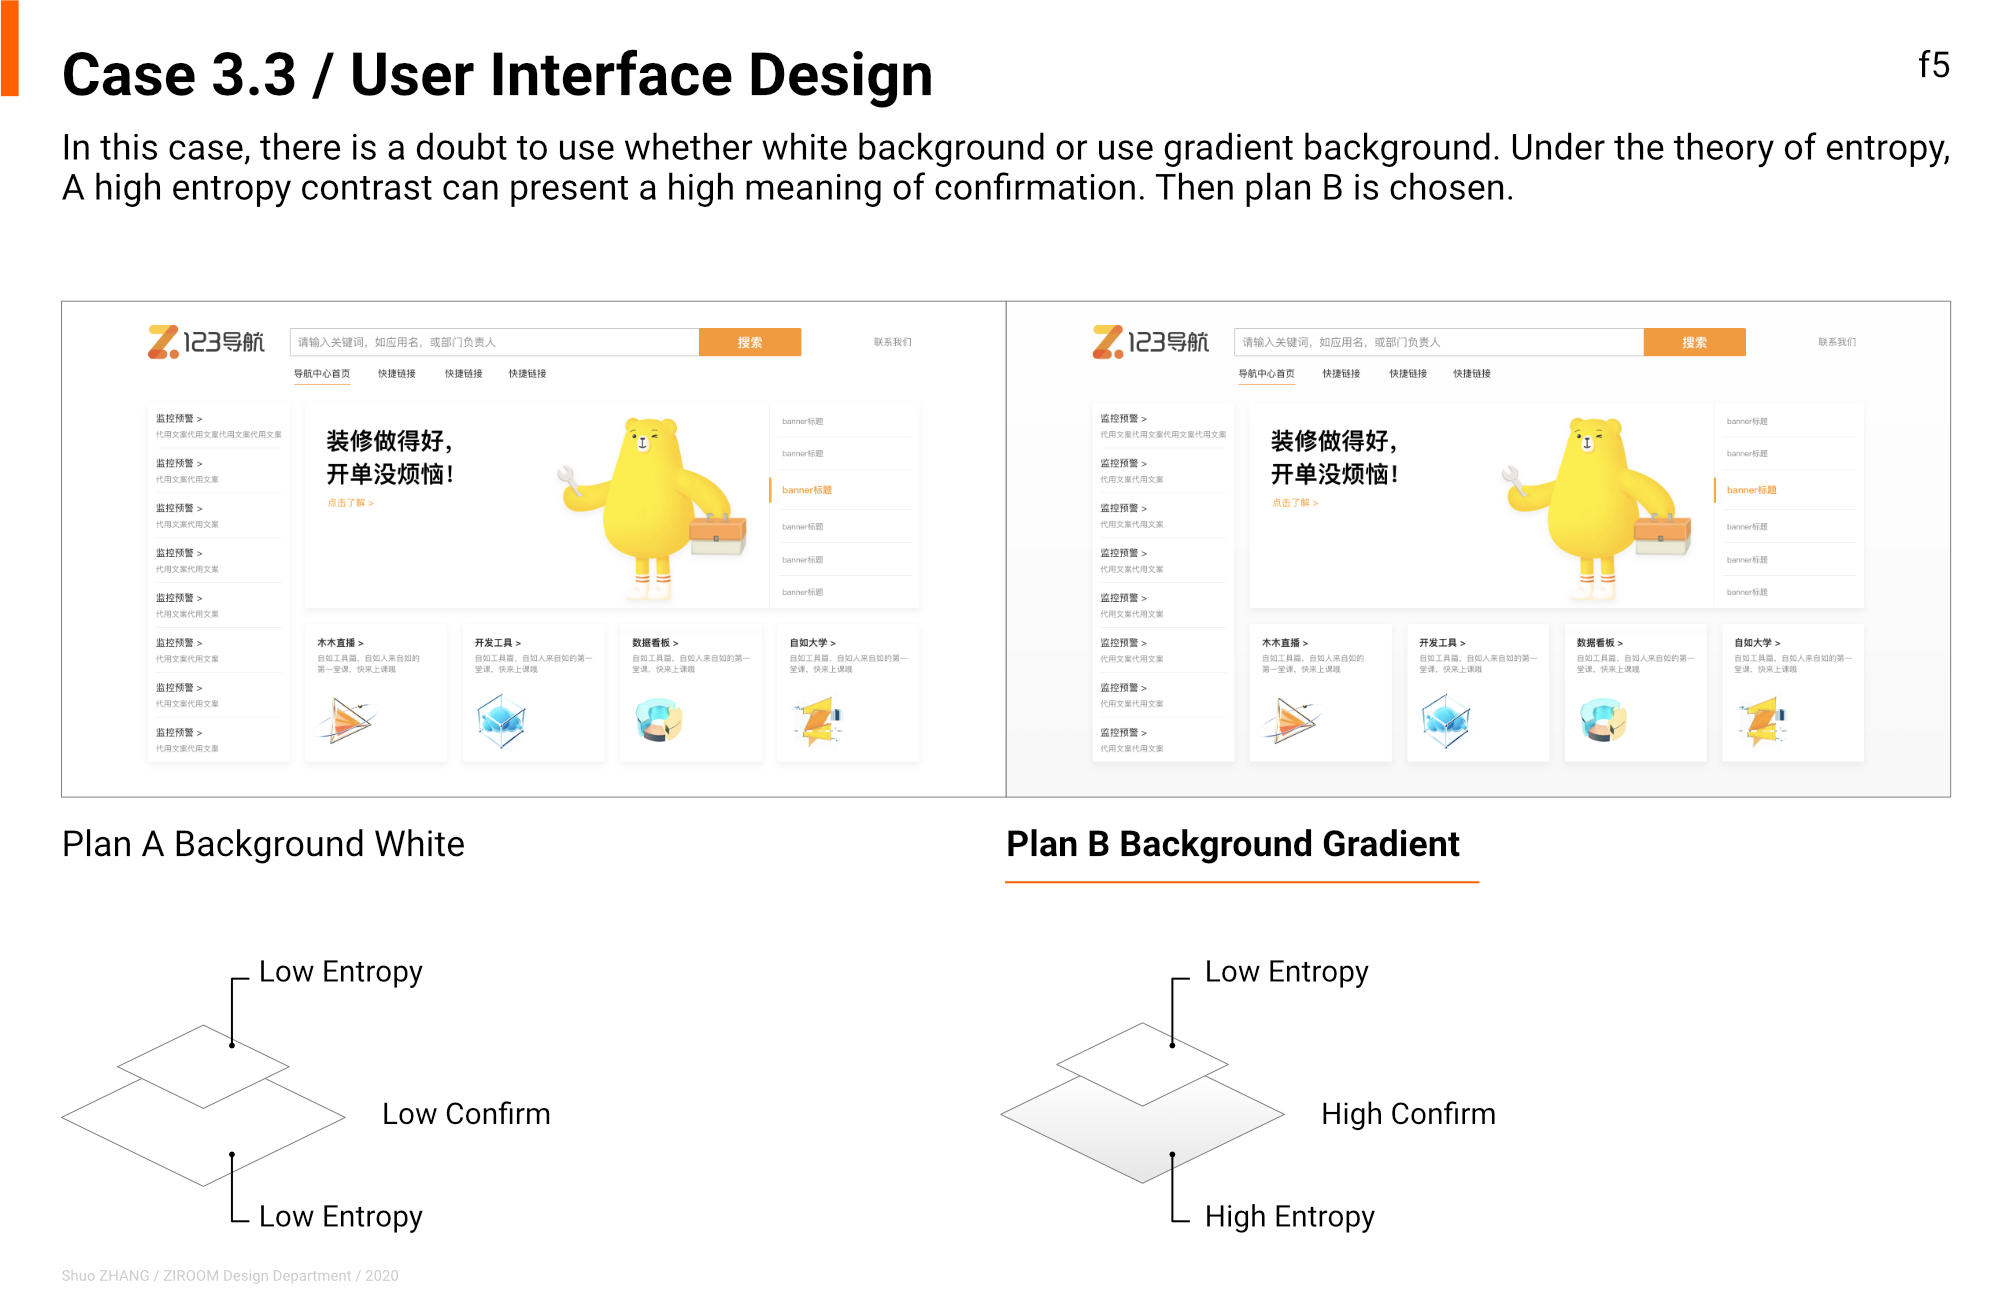 Case 3.3 / User Interface Design
f5
In this case, there is a doubt to use whether white background or use gradient background. Under the theory of entropy,
A high entropy contrast can present a high meaning of confirmation. Then plan B is chosen.
Z.123导航
请输入关键词，如应用名，或部门负责人
搜索
联系我们
导航中心首页 快捷链接 快捷链接 快捷链接
监控预警 >
代用文案代用文案代用文案代用文案
监控预警 >
代用文案代用文案
监控预警 >
代用文案代用文案
监控预警 >
代用文案代用文案
监控预警 >
代用文案代用文案
监控预警 >
代用文案代用文案
监控预警 >
代用文案代用文案
监控预警 >
代用文案代用文案
装修做得好，
开单没烦恼！
点击了解 >
banner标题
banner标题
banner标题
banner标题
banner标题
banner标题
木木直播 >
自如工具篇，自如人来自如的
第一堂课，快来上课哦
开发工具 >
自如工具篇，自如人来自如的第一
堂课，快来上课哦
数据看板 >
自如工具篇，自如人来自如的第一
堂课，快来上课哦
自如大学 >
自如工具篇，自如人来自如的第一
堂课，快来上课哦
Z.123导航
请输入关键词，如应用名，或部门负责人
搜索
联系我们
导航中心首页 快捷链接 快捷链接 快捷链接
监控预警 >
代用文案代用文案代用文案代用文案
监控预警 >
代用文案代用文案
监控预警 >
代用文案代用文案
监控预警 >
代用文案代用文案
监控预警 >
代用文案代用文案
监控预警 >
代用文案代用文案
监控预警 >
代用文案代用文案
监控预警 >
代用文案代用文案
装修做得好，
开单没烦恼！
点击了解 >
banner标题
banner标题
banner标题
banner标题
banner标题
banner标题
木木直播 >
自如工具篇，自如人来自如的
第一堂课，快来上课哦
开发工具 >
自如工具篇，自如人来自如的第一
堂课，快来上课哦
数据看板 >
自如工具篇，自如人来自如的第一
堂课，快来上课哦
自如大学 >
自如工具篇，自如人来自如的第一
堂课，快来上课哦
Plan A Background White
Plan B Background Gradient
Low Entropy
Low Confirm
Low Entropy
Low Entropy
High Confirm
High Entropy
Shuo ZHANG / ZIROOM Design Department / 2020